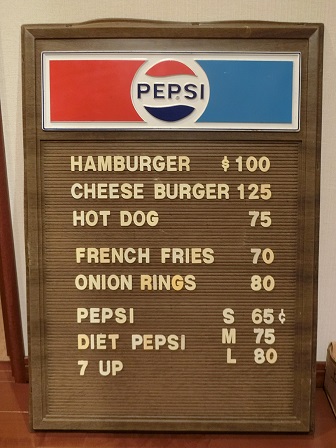 PEPSI
HAMBURGER $100
CHEESE BURGER 125
HOT DOG 75
FRENCH FRIES 70
ONION RINGS 80
PEPSI S 65¢
DIET PEPSI M 75
7 UP L 80